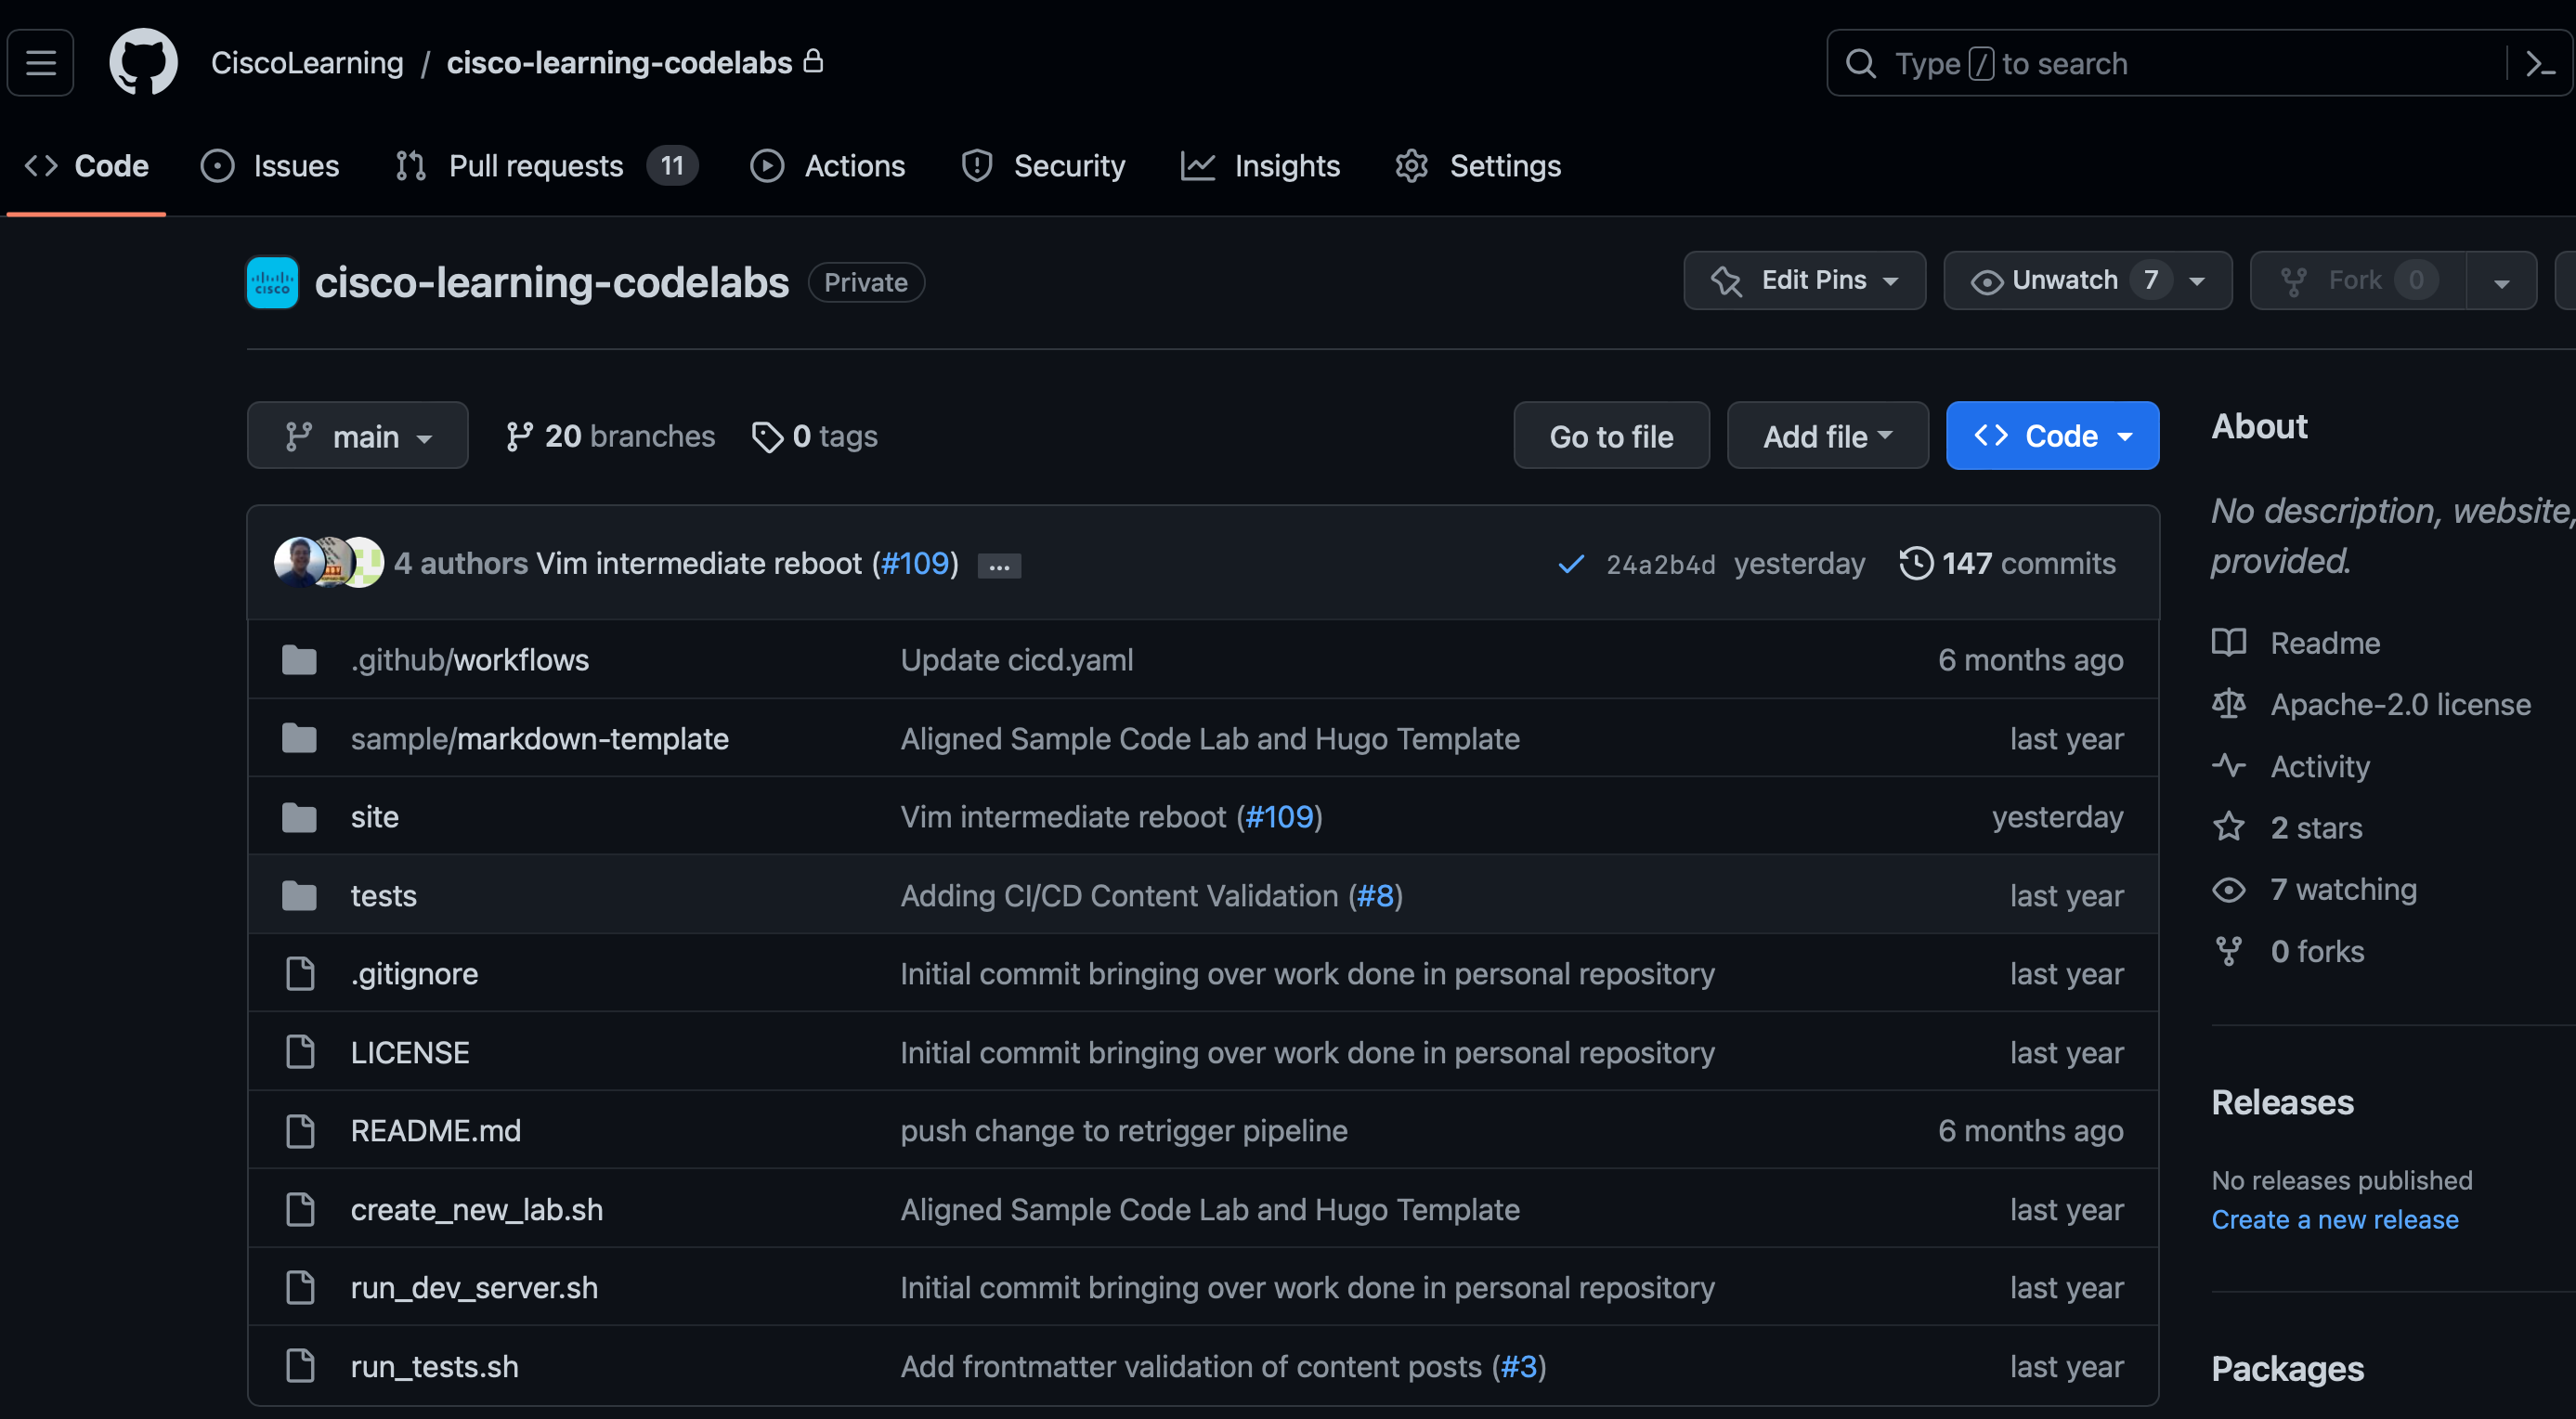 CiscoLearning / cisco-learning-codelabs
Type / to search
Code Issues Pull requests 11 Actions Security Insights Settings
CISCO cisco-learning-codelabs Private
Edit Pins Unwatch 7 Fork 0
main 20 branches 0 tags Go to file Add file Code
4 authors Vim intermediate reboot (#109) ... 24a2b4d yesterday 147 commits
.github/workflows Update cicd.yaml 6 months ago
sample/markdown-template Aligned Sample Code Lab and Hugo Template last year
site Vim intermediate reboot (#109) yesterday
tests Adding CI/CD Content Validation (#8) last year
.gitignore Initial commit bringing over work done in personal repository last year
LICENSE Initial commit bringing over work done in personal repository last year
README.md push change to retrigger pipeline 6 months ago
create_new_lab.sh Aligned Sample Code Lab and Hugo Template last year
run_dev_server.sh Initial commit bringing over work done in personal repository last year
run_tests.sh Add frontmatter validation of content posts (#3) last year
About
No description, website,
provided.
Readme
Apache-2.0 license
Activity
2 stars
7 watching
0 forks
Releases
No releases published
Create a new release
Packages